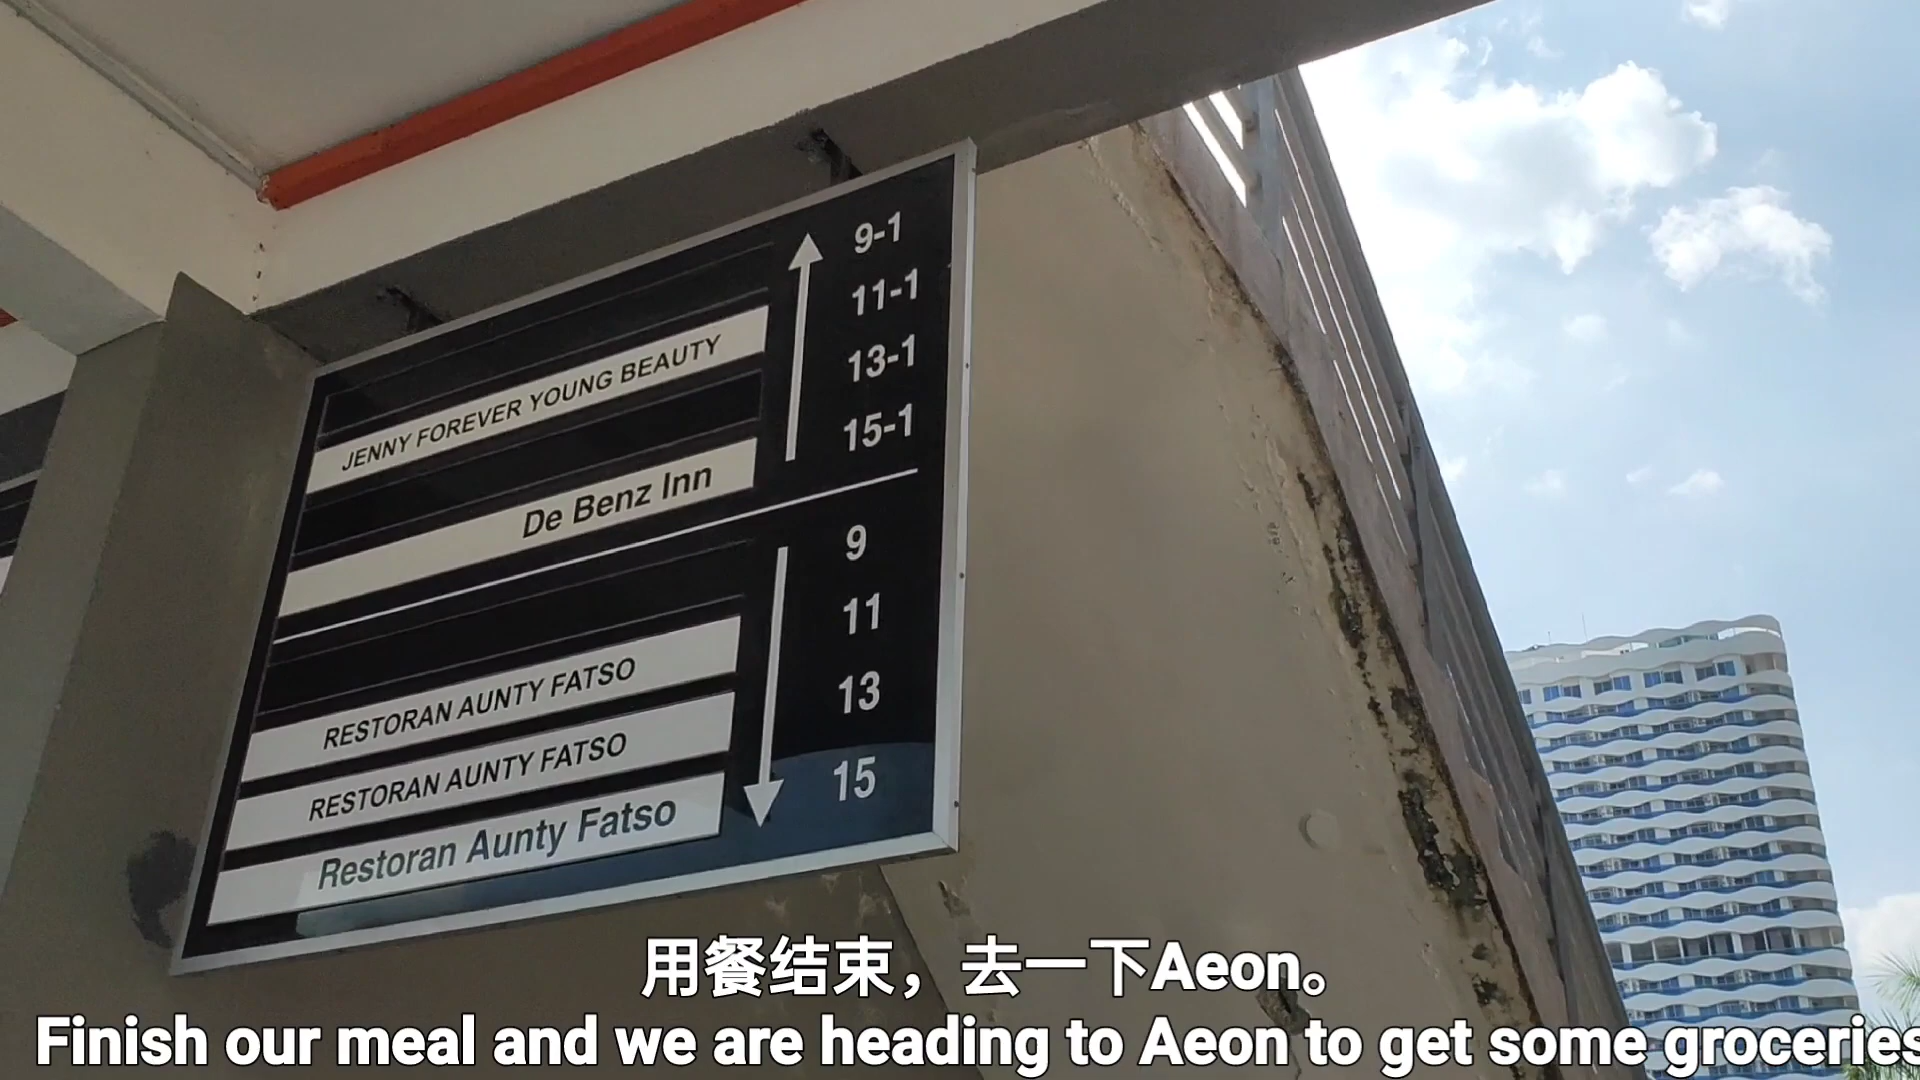 9-1
11-1
JENNY FOREVER YOUNG BEAUTY 13-1
De Benz Inn 15-1
9
RESTORAN AUNTY FATSO 11
RESTORAN AUNTY FATSO 13
Restoran Aunty Fatso 15
用餐结束，去一下Aeon。
Finish our meal and we are heading to Aeon to get some groceries